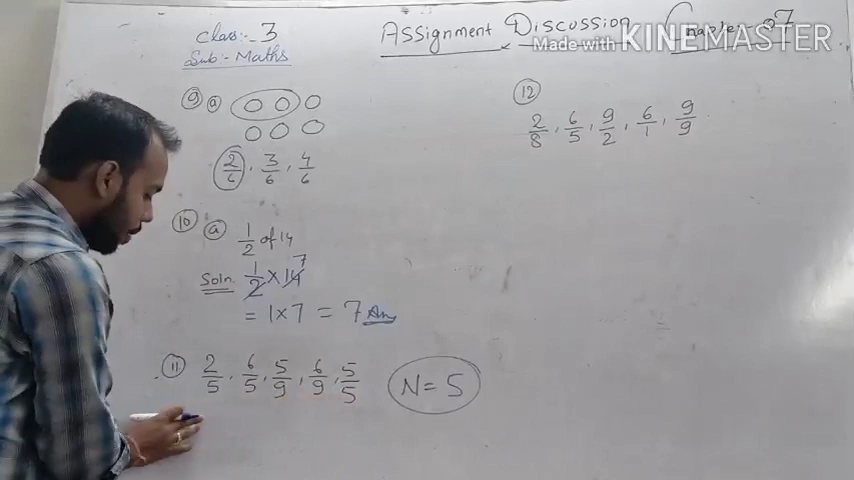 Class:- 3
Sub:- Maths
Assignment Discussion Chapter-07
Made with KINEMASTER
9 a
2/6, 3/6, 4/6
10 a
1/2 of 14
Soln. 1/2 × 14 7
= 1×7 = 7 Ans
11 2/5, 6/5, 5/9, 6/9, 5/5
N = 5
12
2/8, 6/5, 9/2, 6/1, 9/9